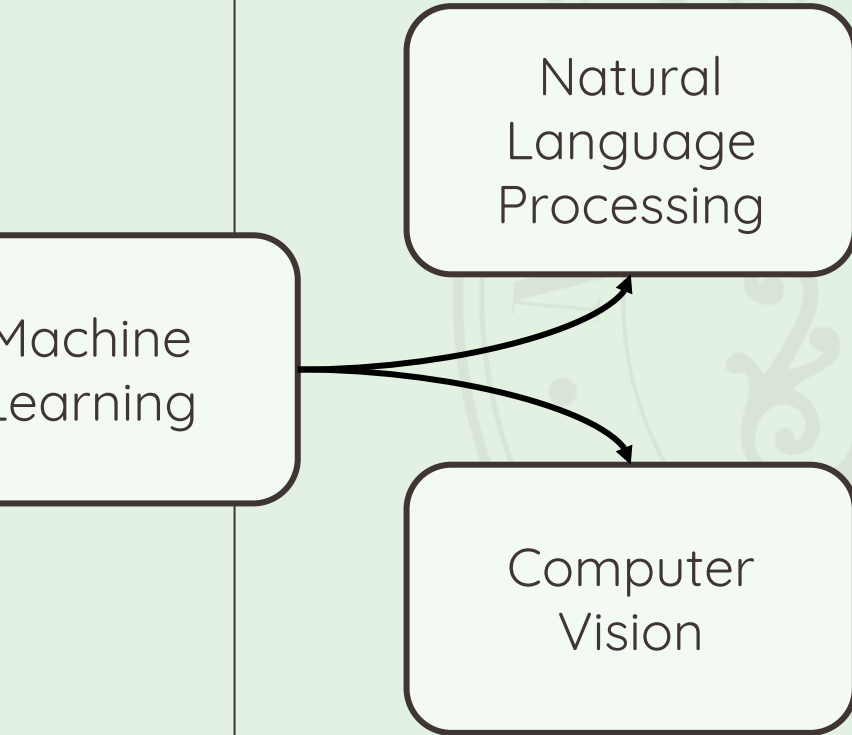 Natural
Language
Processing
Machine
Learning
Computer
Vision